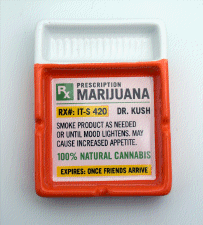 Rx PRESCRIPTION
MARIJUANA
RX#: IT-S 420 DR. KUSH
SMOKE PRODUCT AS NEEDED
OR UNTIL MOOD LIGHTENS. MAY
CAUSE INCREASED APPETITE.
100% NATURAL CANNABIS
EXPIRES: ONCE FRIENDS ARRIVE